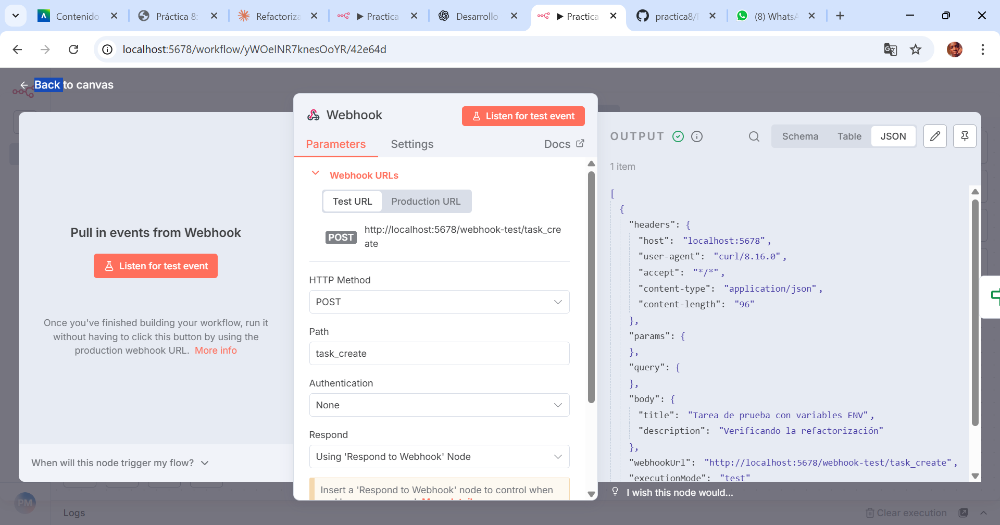 Contenido
Práctica 8:
Refactoriza
▶ Practica
Desarrollo
▶ Practica
practica8/
(8) WhatsA
localhost:5678/workflow/yWOeINR7knesOoYR/42e64d
Back to canvas
Pull in events from Webhook
Listen for test event
Once you've finished building your workflow, run it
without having to click this button by using the
production webhook URL. More info
When will this node trigger my flow?
Webhook
Listen for test event
Parameters
Settings
Docs
Webhook URLs
Test URL
Production URL
POST
http://localhost:5678/webhook-test/task_cre
ate
HTTP Method
POST
Path
task_create
Authentication
None
Respond
Using 'Respond to Webhook' Node
Insert a 'Respond to Webhook' node to control when
OUTPUT
Schema
Table
JSON
1 item
[
{
"headers": {
"host": "localhost:5678",
"user-agent": "curl/8.16.0",
"accept": "*/*",
"content-type": "application/json",
"content-length": "96"
},
"params": {
},
"query": {
},
"body": {
"title": "Tarea de prueba con variables ENV",
"description": "Verificando la refactorización"
},
"webhookUrl": "http://localhost:5678/webhook-test/task_create",
"executionMode": "test"
I wish this node would...
PM
Logs
Clear execution